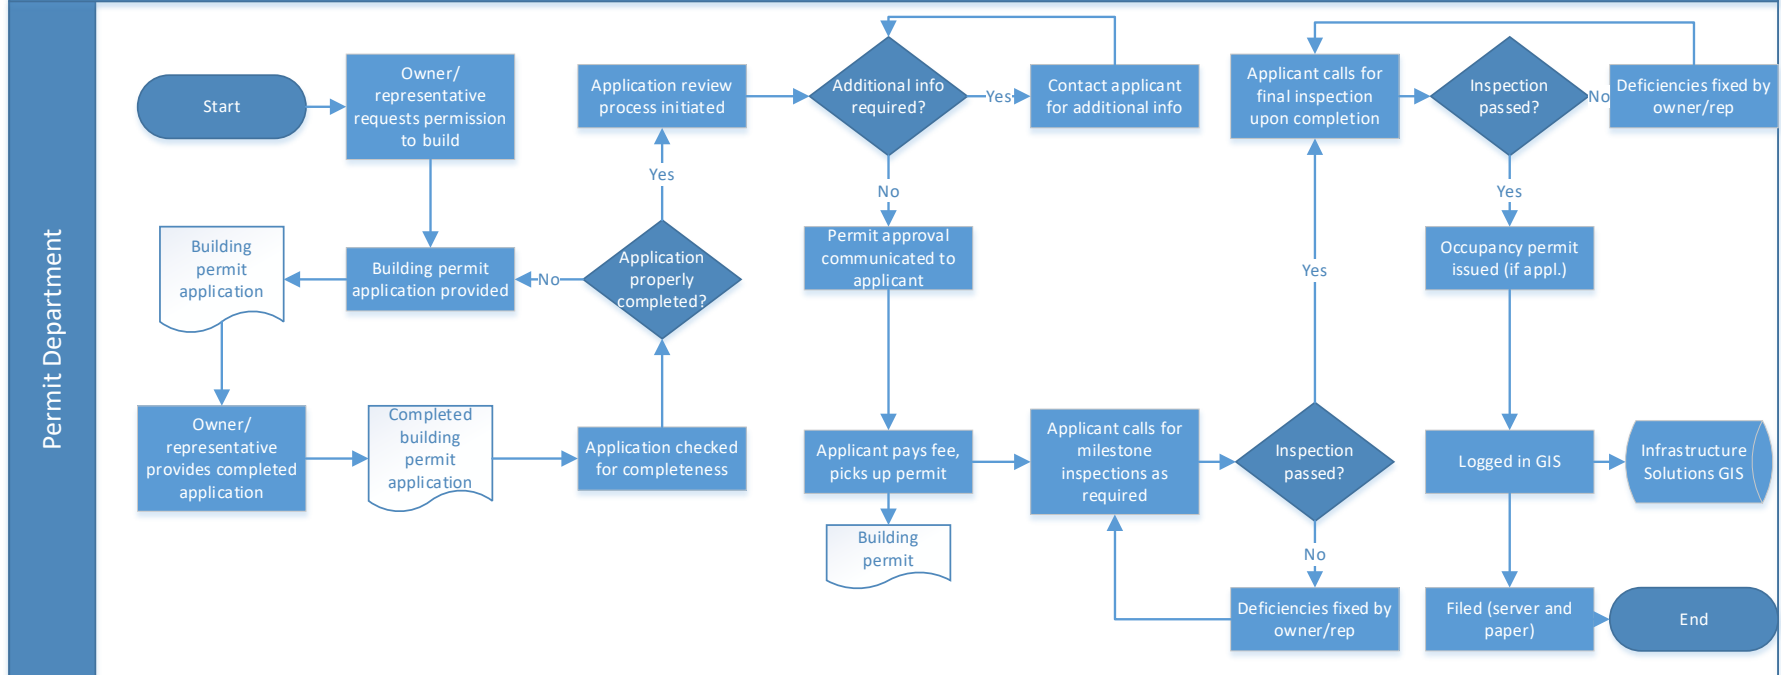 Permit Department
Start
Owner/
representative
requests permission
to build
Building permit
application provided
Building
permit
application
Owner/
representative
provides completed
application
Completed
building
permit
application
Application checked
for completeness
Application
properly
completed?
No
Yes
Application review
process initiated
Additional info
required?
Yes
Contact applicant
for additional info
No
Permit approval
communicated to
applicant
Applicant pays fee,
picks up permit
Building
permit
Applicant calls for
milestone
inspections as
required
Inspection
passed?
No
Deficiencies fixed by
owner/rep
Yes
Applicant calls for
final inspection
upon completion
Inspection
passed?
No
Deficiencies fixed by
owner/rep
Yes
Occupancy permit
issued (if appl.)
Logged in GIS
Infrastructure
Solutions GIS
Filed (server and
paper)
End